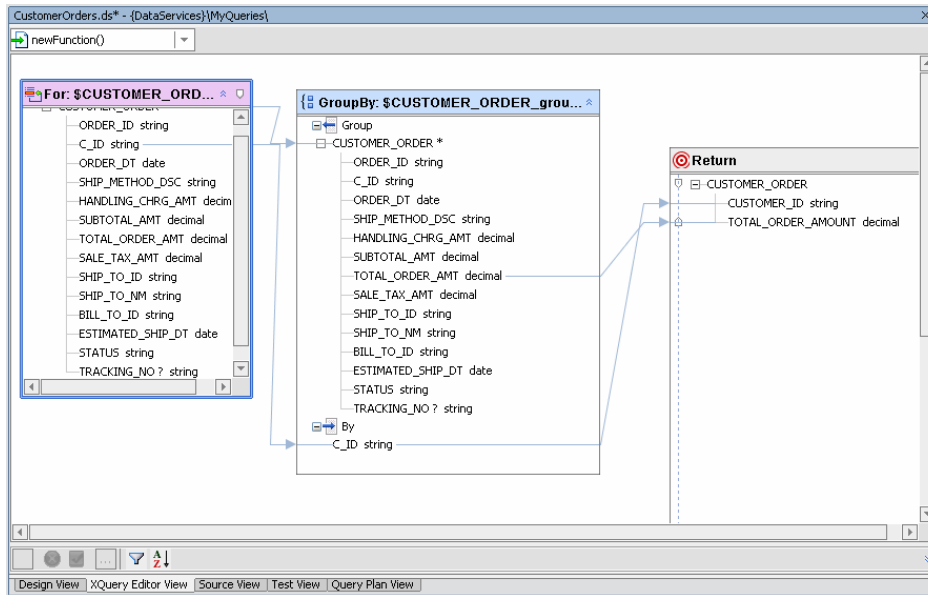 CustomerOrders.ds* - {DataServices}\MyQueries\
newFunction()
For: $CUSTOMER_ORD...
CUSTOMER_ORDER
ORDER_ID string
C_ID string
ORDER_DT date
SHIP_METHOD_DSC string
HANDLING_CHRG_AMT decim
SUBTOTAL_AMT decimal
TOTAL_ORDER_AMT decimal
SALE_TAX_AMT decimal
SHIP_TO_ID string
SHIP_TO_NM string
BILL_TO_ID string
ESTIMATED_SHIP_DT date
STATUS string
TRACKING_NO ? string
GroupBy: $CUSTOMER_ORDER_grou...
Group
CUSTOMER_ORDER *
ORDER_ID string
C_ID string
ORDER_DT date
SHIP_METHOD_DSC string
HANDLING_CHRG_AMT decimal
SUBTOTAL_AMT decimal
TOTAL_ORDER_AMT decimal
SALE_TAX_AMT decimal
SHIP_TO_ID string
SHIP_TO_NM string
BILL_TO_ID string
ESTIMATED_SHIP_DT date
STATUS string
TRACKING_NO ? string
By
C_ID string
Return
CUSTOMER_ORDER
CUSTOMER_ID string
TOTAL_ORDER_AMOUNT decimal
Design View XQuery Editor View Source View Test View Query Plan View